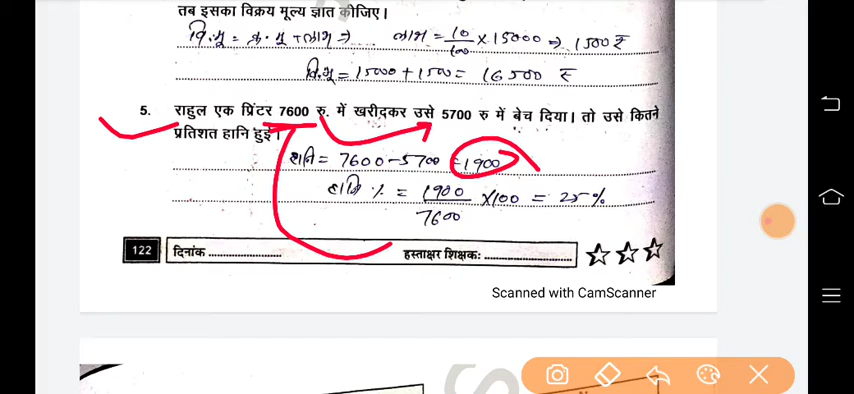 तब इसका विक्रय मूल्य ज्ञात कीजिए।
वि.मू = क्र.मू + लाभ ⇒ लाभ = 10/100 × 15000 ⇒ 1500 ₹
वि.मू = 15000 + 1500 = 16500 ₹
5. राहुल एक प्रिंटर 7600 रु. में खरीदकर उसे 5700 रु में बेच दिया। तो उसे कितने
प्रतिशत हानि हुई।
हानि = 7600 - 5700 = 1900
हानि % = 1900/7600 × 100 = 25 %
122 दिनांक ........................ हस्ताक्षर शिक्षकः ..............................
Scanned with CamScanner